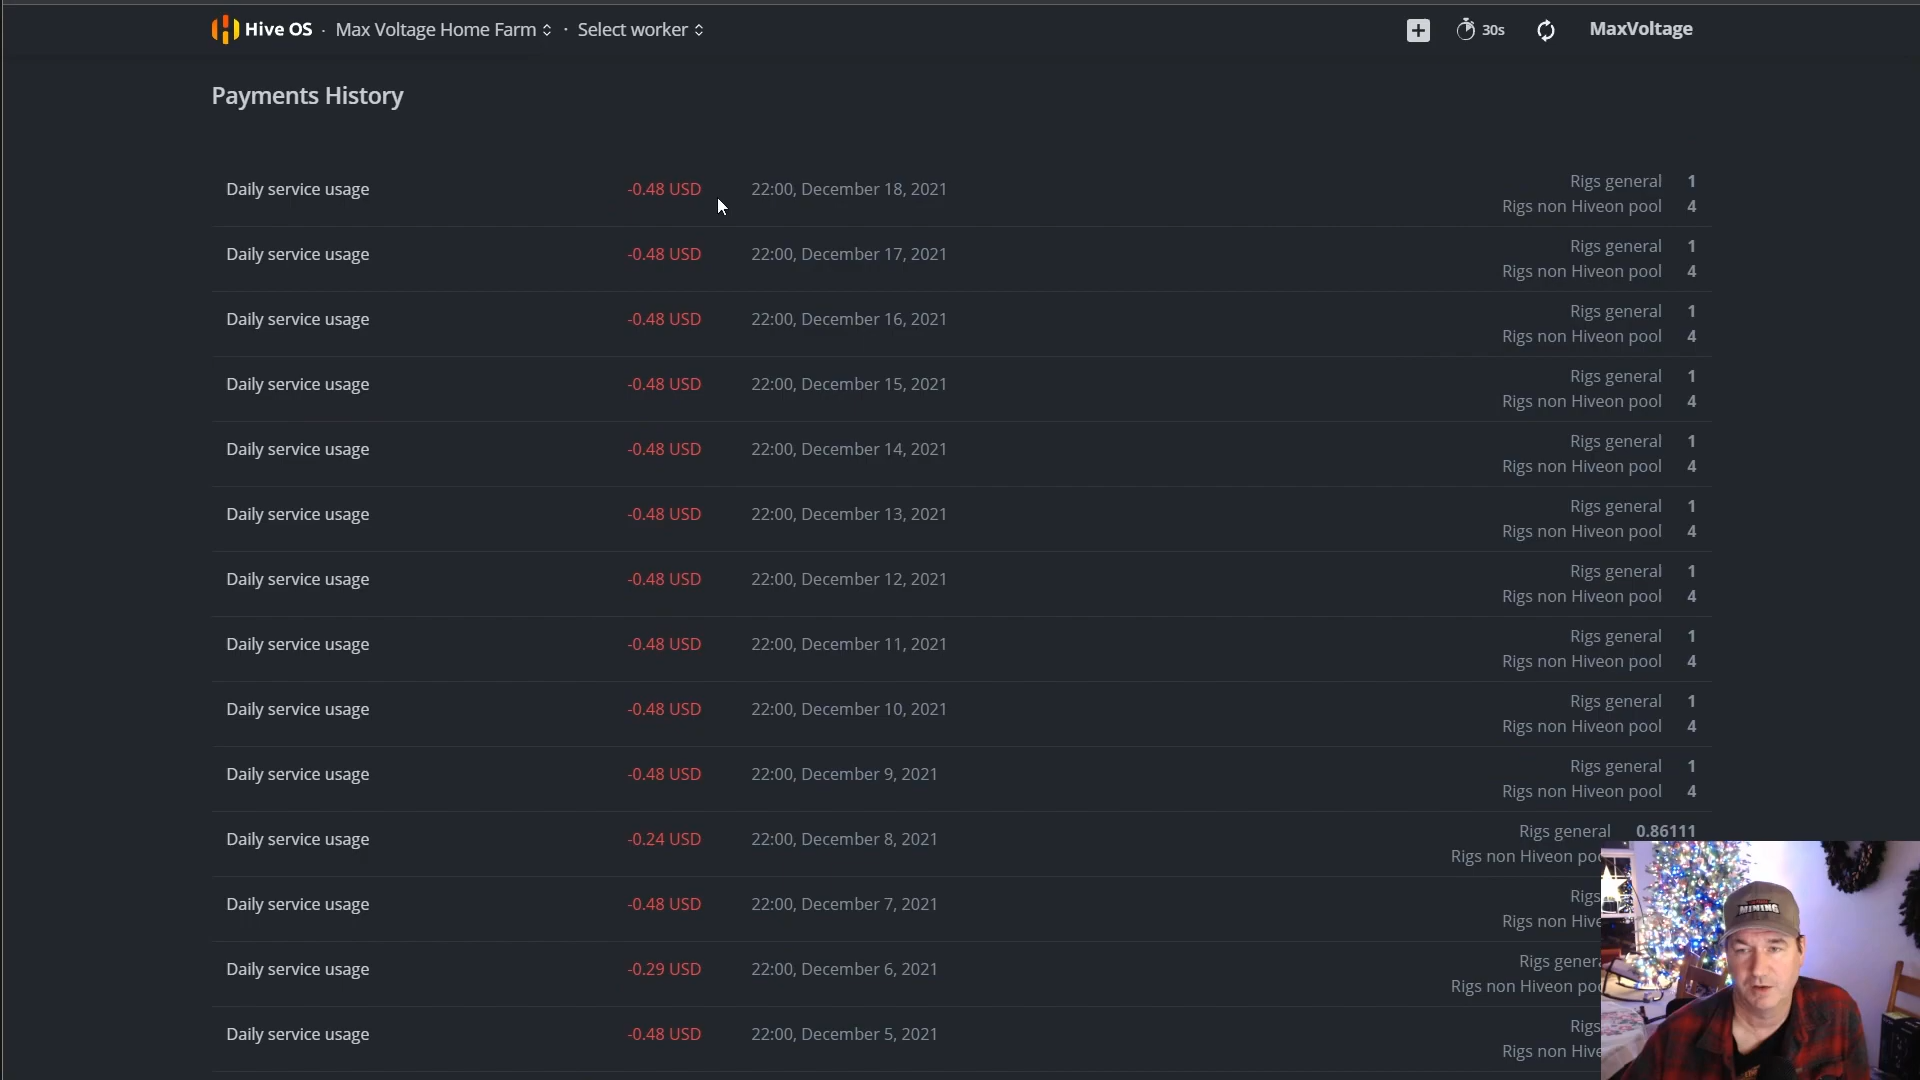 Hive OS · Max Voltage Home Farm · Select worker 30s MaxVoltage
Payments History
Daily service usage -0.48 USD 22:00, December 18, 2021 Rigs general 1
Rigs non Hiveon pool 4
Daily service usage -0.48 USD 22:00, December 17, 2021 Rigs general 1
Rigs non Hiveon pool 4
Daily service usage -0.48 USD 22:00, December 16, 2021 Rigs general 1
Rigs non Hiveon pool 4
Daily service usage -0.48 USD 22:00, December 15, 2021 Rigs general 1
Rigs non Hiveon pool 4
Daily service usage -0.48 USD 22:00, December 14, 2021 Rigs general 1
Rigs non Hiveon pool 4
Daily service usage -0.48 USD 22:00, December 13, 2021 Rigs general 1
Rigs non Hiveon pool 4
Daily service usage -0.48 USD 22:00, December 12, 2021 Rigs general 1
Rigs non Hiveon pool 4
Daily service usage -0.48 USD 22:00, December 11, 2021 Rigs general 1
Rigs non Hiveon pool 4
Daily service usage -0.48 USD 22:00, December 10, 2021 Rigs general 1
Rigs non Hiveon pool 4
Daily service usage -0.48 USD 22:00, December 9, 2021 Rigs general 1
Rigs non Hiveon pool 4
Daily service usage -0.24 USD 22:00, December 8, 2021 Rigs general 0.86111
Rigs non Hiveon poo
Daily service usage -0.48 USD 22:00, December 7, 2021 Rigs
Rigs non Hive
Daily service usage -0.29 USD 22:00, December 6, 2021 Rigs genera
Rigs non Hiveon poo
Daily service usage -0.48 USD 22:00, December 5, 2021 Rigs
Rigs non Hive
MINING